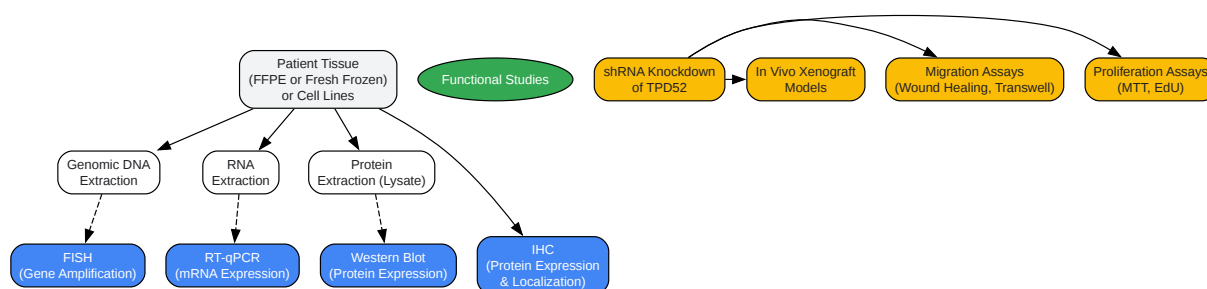 Patient Tissue
(FFPE or Fresh Frozen)
or Cell Lines
Functional Studies
shRNA Knockdown
of TPD52
In Vivo Xenograft
Models
Migration Assays
(Wound Healing, Transwell)
Proliferation Assays
(MTT, EdU)
Genomic DNA
Extraction
RNA
Extraction
Protein
Extraction (Lysate)
FISH
(Gene Amplification)
RT-qPCR
(mRNA Expression)
Western Blot
(Protein Expression)
IHC
(Protein Expression
& Localization)